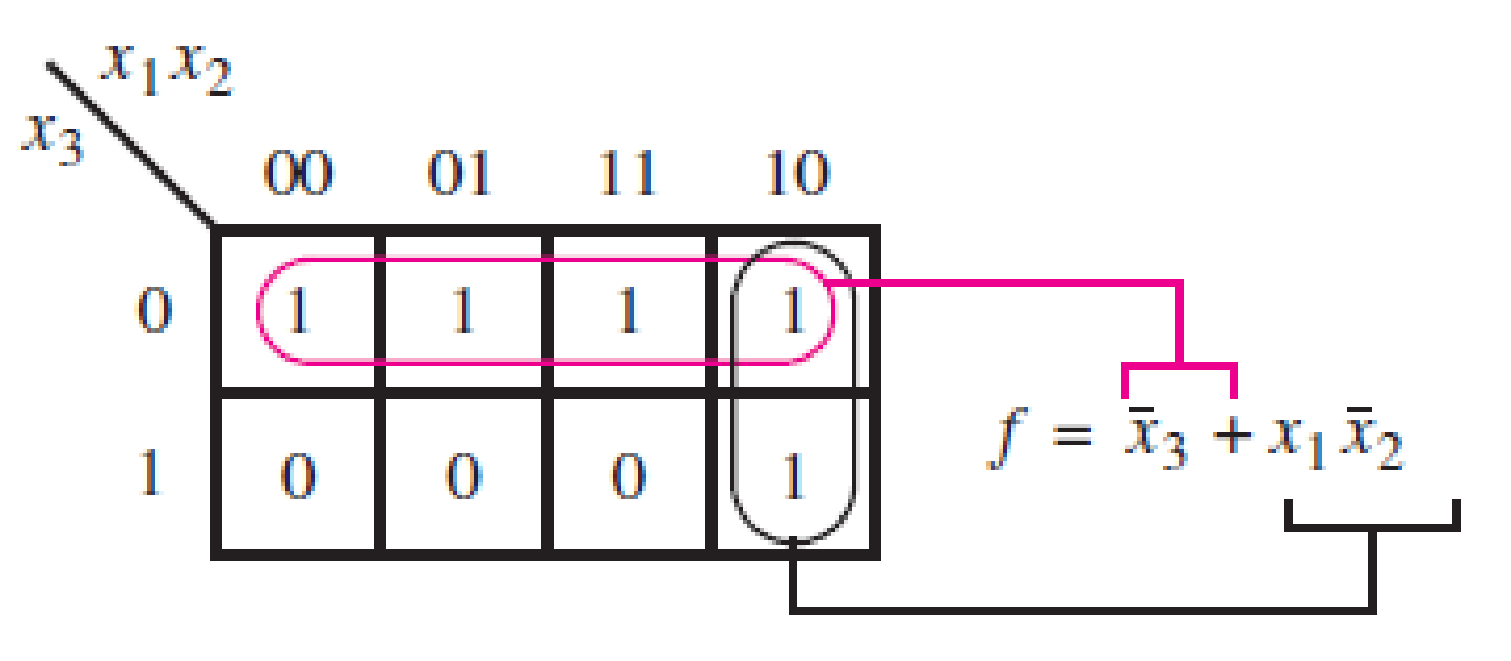 x₁x₂
x₃
00 01 11 10
0 1 1 1 1
1 0 0 0 1
f = x̄₃ + x₁x̄₂